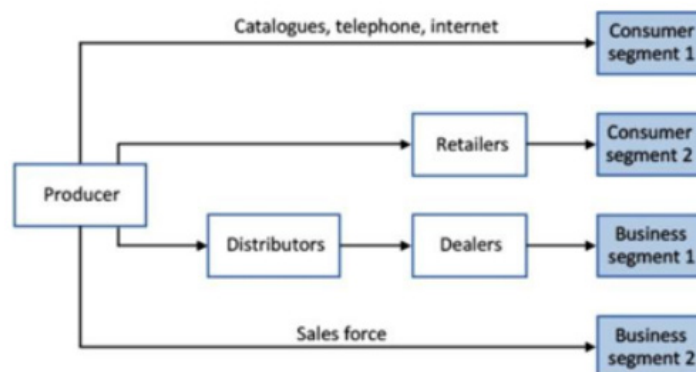 Catalogues, telephone, internet
Consumer
segment 1
Retailers
Consumer
segment 2
Producer
Distributors
Dealers
Business
segment 1
Sales force
Business
segment 2